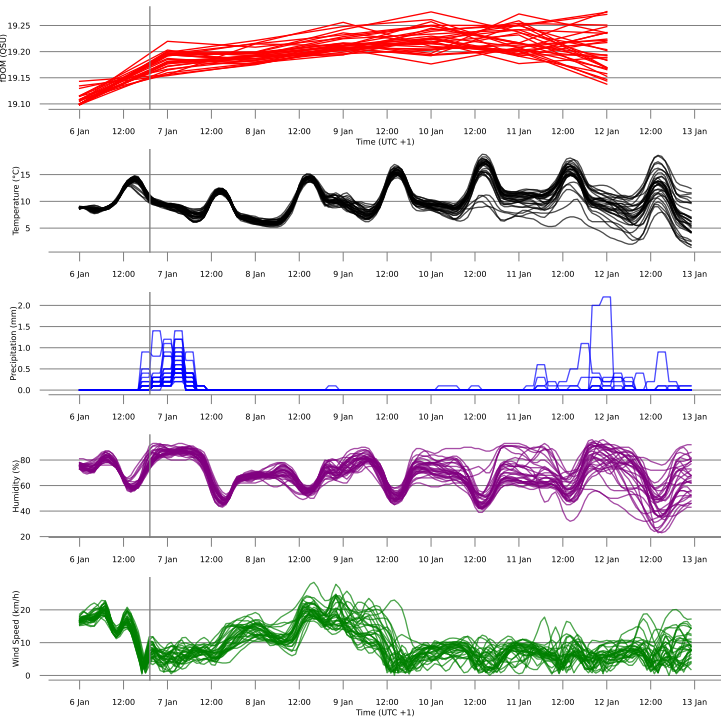 fDOM (QSU)
19.25
19.20
19.15
19.10
6 Jan 12:00 7 Jan 12:00 8 Jan 12:00 9 Jan 12:00 10 Jan 12:00 11 Jan 12:00 12 Jan 12:00 13 Jan
Time (UTC +1)
Temperature (°C)
15
10
5
6 Jan 12:00 7 Jan 12:00 8 Jan 12:00 9 Jan 12:00 10 Jan 12:00 11 Jan 12:00 12 Jan 12:00 13 Jan
Precipitation (mm)
2.0
1.5
1.0
0.5
0.0
6 Jan 12:00 7 Jan 12:00 8 Jan 12:00 9 Jan 12:00 10 Jan 12:00 11 Jan 12:00 12 Jan 12:00 13 Jan
Humidity (%)
80
60
40
20
6 Jan 12:00 7 Jan 12:00 8 Jan 12:00 9 Jan 12:00 10 Jan 12:00 11 Jan 12:00 12 Jan 12:00 13 Jan
Wind Speed (km/h)
20
10
0
6 Jan 12:00 7 Jan 12:00 8 Jan 12:00 9 Jan 12:00 10 Jan 12:00 11 Jan 12:00 12 Jan 12:00 13 Jan
Time (UTC +1)